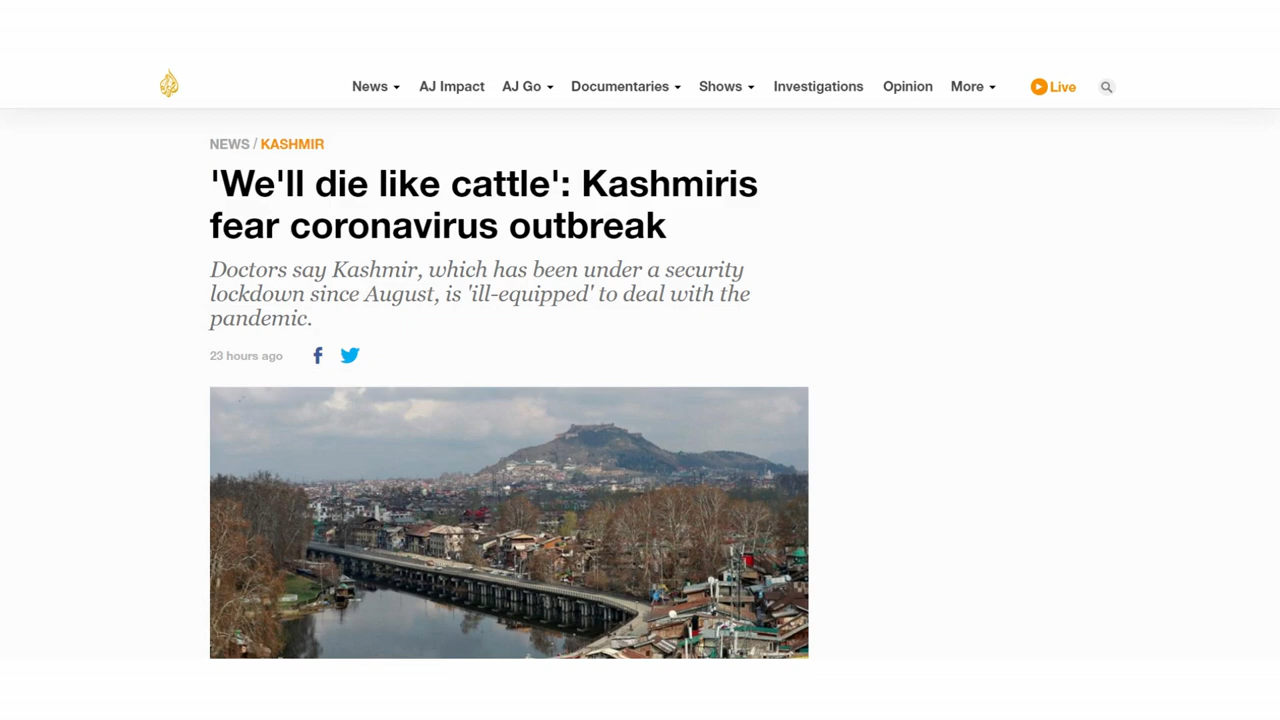 News AJ Impact AJ Go Documentaries Shows Investigations Opinion More Live
NEWS / KASHMIR
'We'll die like cattle': Kashmiris
fear coronavirus outbreak
Doctors say Kashmir, which has been under a security
lockdown since August, is 'ill-equipped' to deal with the
pandemic.
23 hours ago